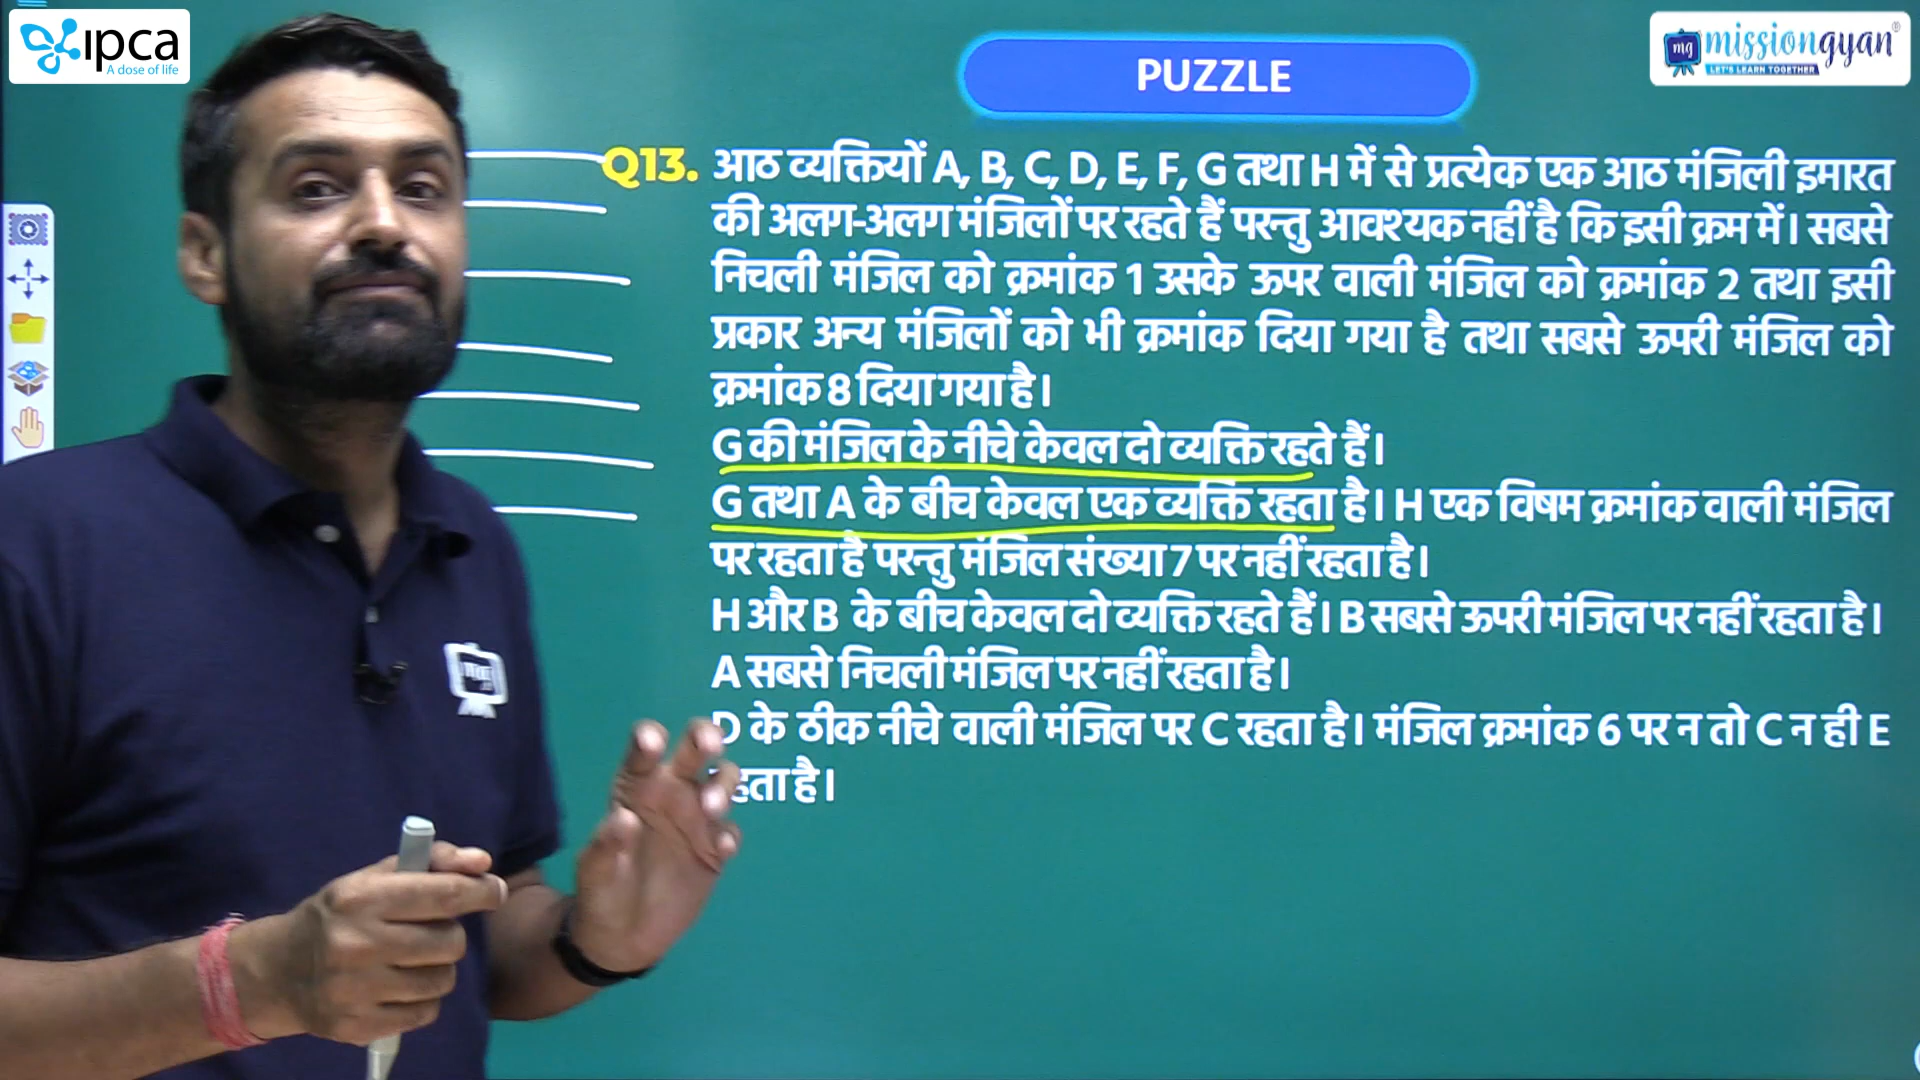 ipca
A dose of life
missiongyan
LET'S LEARN TOGETHER
PUZZLE
Q13. आठ व्यक्तियों A, B, C, D, E, F, G तथा H में से प्रत्येक एक आठ मंजिली इमारत
की अलग-अलग मंजिलों पर रहते हैं परन्तु आवश्यक नहीं है कि इसी क्रम में। सबसे
निचली मंजिल को क्रमांक 1 उसके ऊपर वाली मंजिल को क्रमांक 2 तथा इसी
प्रकार अन्य मंजिलों को भी क्रमांक दिया गया है तथा सबसे ऊपरी मंजिल को
क्रमांक 8 दिया गया है।
G की मंजिल के नीचे केवल दो व्यक्ति रहते हैं।
G तथा A के बीच केवल एक व्यक्ति रहता है। H एक विषम क्रमांक वाली मंजिल
पर रहता है परन्तु मंजिल संख्या 7 पर नहीं रहता है।
H और B के बीच केवल दो व्यक्ति रहते हैं। B सबसे ऊपरी मंजिल पर नहीं रहता है।
A सबसे निचली मंजिल पर नहीं रहता है।
D के ठीक नीचे वाली मंजिल पर C रहता है। मंजिल क्रमांक 6 पर न तो C न ही E
रहता है।